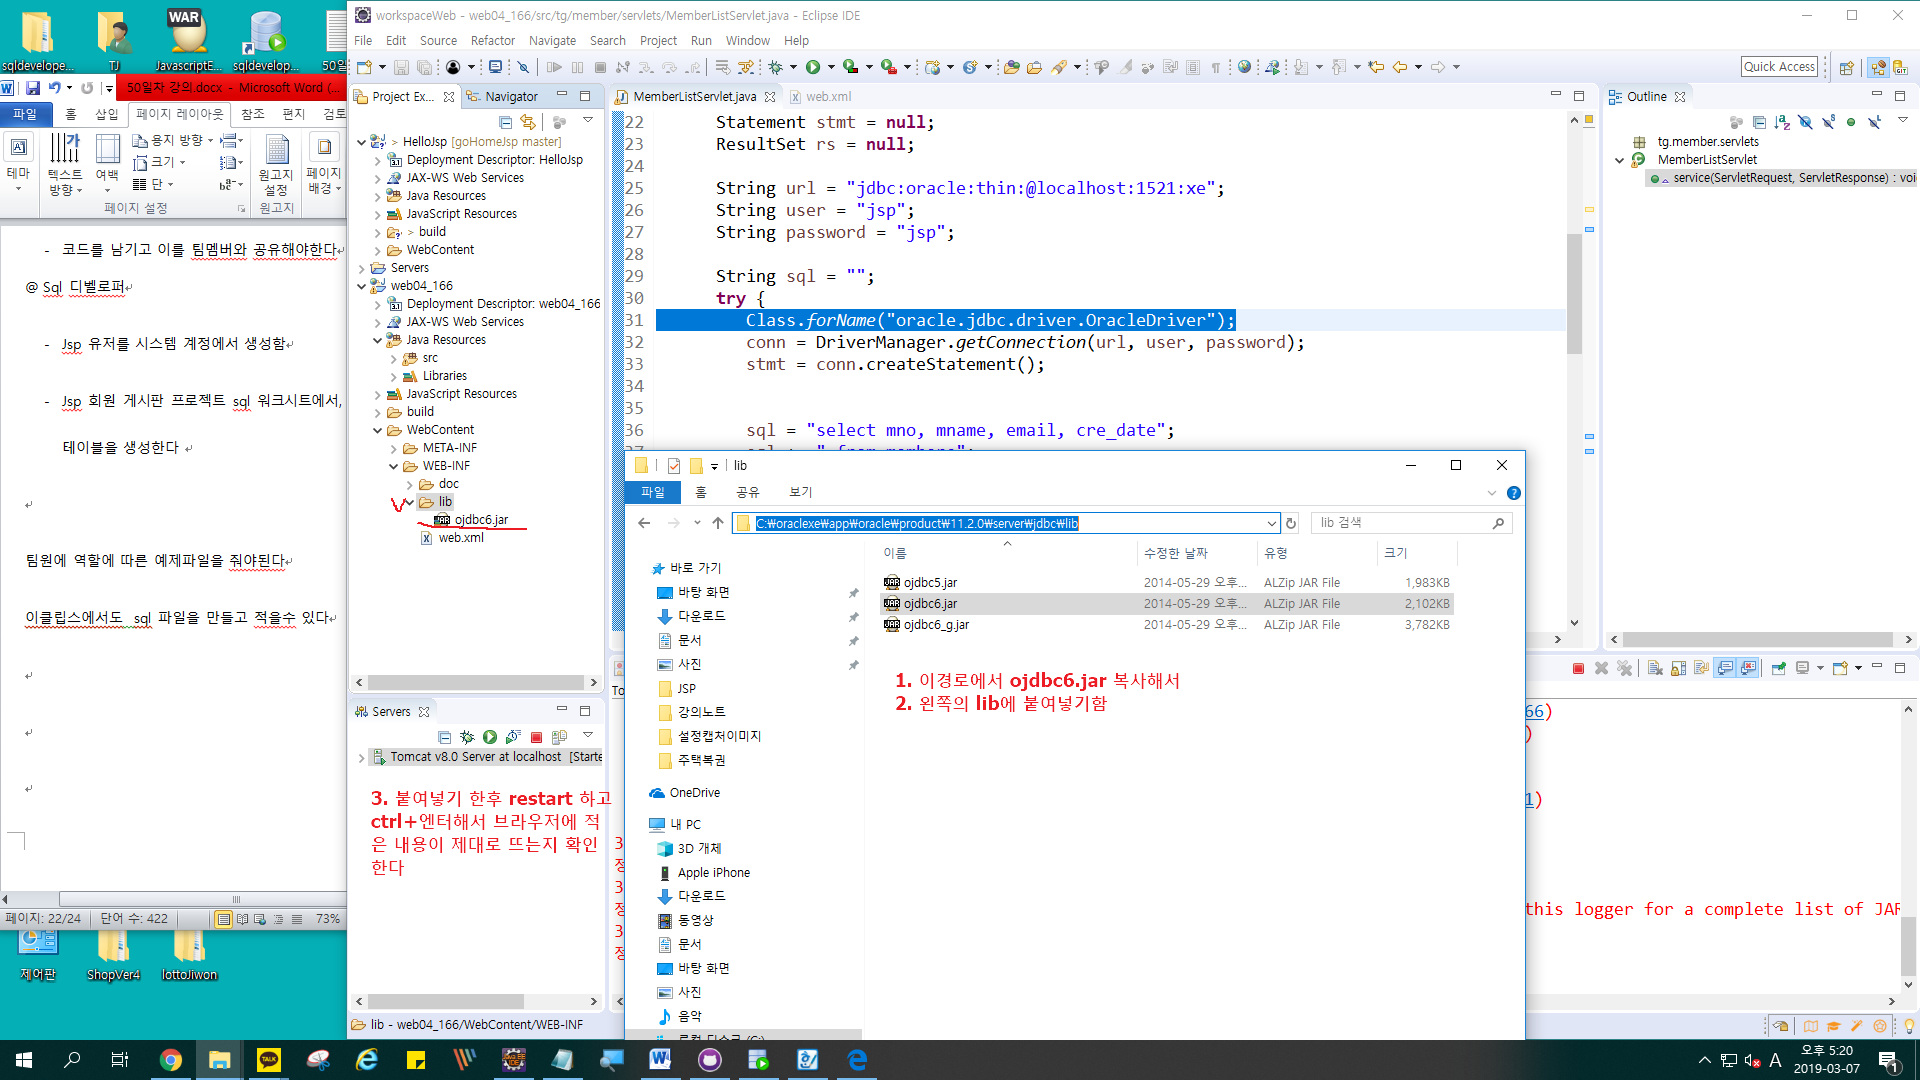 sqldevelope...
TJ
JavascriptE...
sqldevelop...
WAR
50일차 강의.docx - Microsoft Word (...
파일
홈
삽입
페이지 레이아웃
참조
편지
검토
테마
텍스트 방향
여백
용지 방향
크기
단
원고지 설정
페이지 배경
페이지 설정
원고지
- 코드를 남기고 이를 팀멤버와 공유해야한다
@ Sql 디벨로퍼
- Jsp 유저를 시스템 계정에서 생성함
- Jsp 회원 게시판 프로젝트 sql 워크시트에서,
테이블을 생성한다
팀원에 역할에 따른 예제파일을 줘야된다
이클립스에서도 sql 파일을 만들고 적을수 있다
페이지: 22/24
단어 수: 422
73%
제어판
ShopVer4
lottoJiwon
workspaceWeb - web04_166/src/tg/member/servlets/MemberListServlet.java - Eclipse IDE
File Edit Source Refactor Navigate Search Project Run Window Help
Quick Access
Project Ex...
Navigator
> HelloJsp [goHomeJsp master]
Deployment Descriptor: HelloJsp
JAX-WS Web Services
Java Resources
JavaScript Resources
> build
WebContent
Servers
web04_166
Deployment Descriptor: web04_166
JAX-WS Web Services
Java Resources
src
Libraries
JavaScript Resources
build
WebContent
META-INF
WEB-INF
doc
lib
ojdbc6.jar
web.xml
Servers
Tomcat v8.0 Server at localhost [Starte
3. 붙여넣기 한후 restart 하고
ctrl+엔터해서 브라우저에 적
은 내용이 제대로 뜨는지 확인
한다
lib - web04_166/WebContent/WEB-INF
MemberListServlet.java
web.xml
22 Statement stmt = null;
23 ResultSet rs = null;
24
25 String url = "jdbc:oracle:thin:@localhost:1521:xe";
26 String user = "jsp";
27 String password = "jsp";
28
29 String sql = "";
30 try {
31 Class.forName("oracle.jdbc.driver.OracleDriver");
32 conn = DriverManager.getConnection(url, user, password);
33 stmt = conn.createStatement();
34
35
36 sql = "select mno, mname, email, cre_date";
Outline
tg.member.servlets
MemberListServlet
service(ServletRequest, ServletResponse) : voi
lib
파일
홈
공유
보기
C:₩oraclexe₩app₩oracle₩product₩11.2.0₩server₩jdbc₩lib
lib 검색
이름 수정한 날짜 유형 크기
ojdbc5.jar 2014-05-29 오후... ALZip JAR File 1,983KB
ojdbc6.jar 2014-05-29 오후... ALZip JAR File 2,102KB
ojdbc6_g.jar 2014-05-29 오후... ALZip JAR File 3,782KB
바로 가기
바탕 화면
다운로드
문서
사진
JSP
강의노트
설정캡처이미지
주택복권
OneDrive
내 PC
3D 개체
Apple iPhone
다운로드
동영상
문서
바탕 화면
사진
음악
1. 이경로에서 ojdbc6.jar 복사해서
2. 왼쪽의 lib에 붙여넣기함
66)
)
1)
this logger for a complete list of JAR
A
오후 5:20
2019-03-07
1